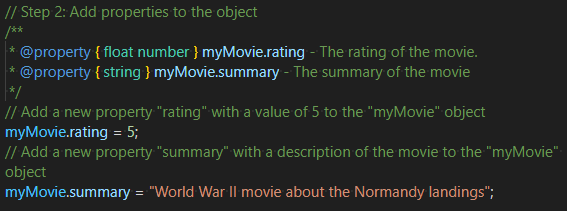 // Step 2: Add properties to the object
/**
 * @property { float number } myMovie.rating - The rating of the movie.
 * @property { string } myMovie.summary - The summary of the movie
 */
// Add a new property "rating" with a value of 5 to the "myMovie" object
myMovie.rating = 5;
// Add a new property "summary" with a description of the movie to the "myMovie"
object
myMovie.summary = "World War II movie about the Normandy landings";